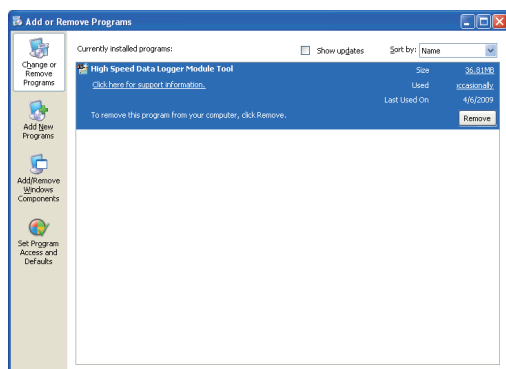 Add or Remove Programs
Change or
Remove
Programs
Add New
Programs
Add/Remove
Windows
Components
Set Program
Access and
Defaults
Currently installed programs:
Show updates
Sort by: Name
High Speed Data Logger Module Tool
Size 36.81MB
Click here for support information.
Used ccasionally
Last Used On 4/6/2009
To remove this program from your computer, click Remove.
Remove